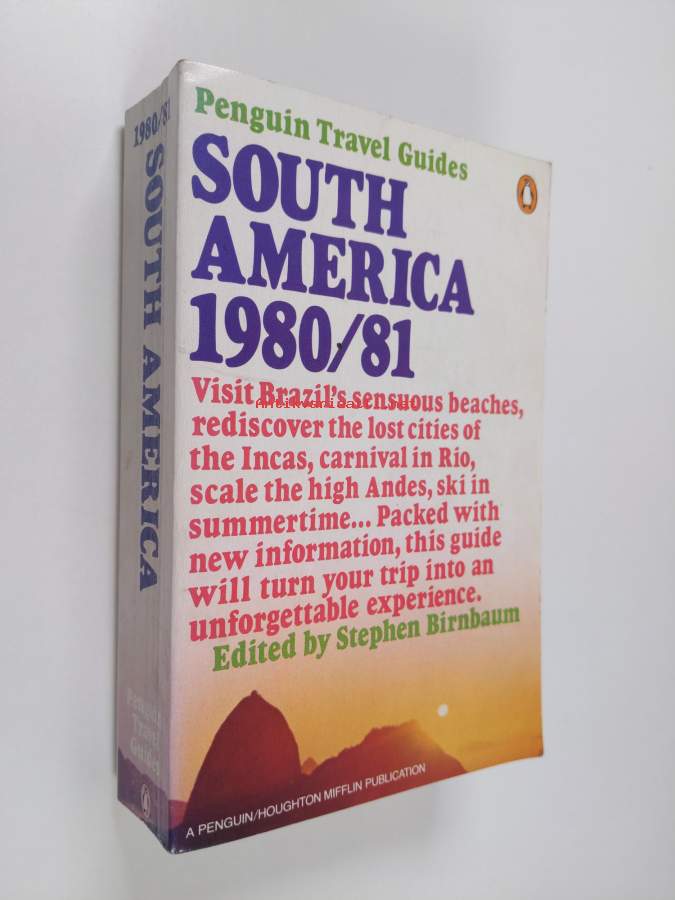 Penguin Travel Guides
SOUTH
AMERICA
1980/81
Visit Brazil's sensuous beaches,
Antikvariaatti.net
rediscover the lost cities of
the Incas, carnival in Rio,
scale the high Andes, ski in
summertime... Packed with
new information, this guide
will turn your trip into an
unforgettable experience.
Edited by Stephen Birnbaum
A PENGUIN/HOUGHTON MIFFLIN PUBLICATION
1980/81
SOUTH AMERICA
Penguin
Travel
Guides